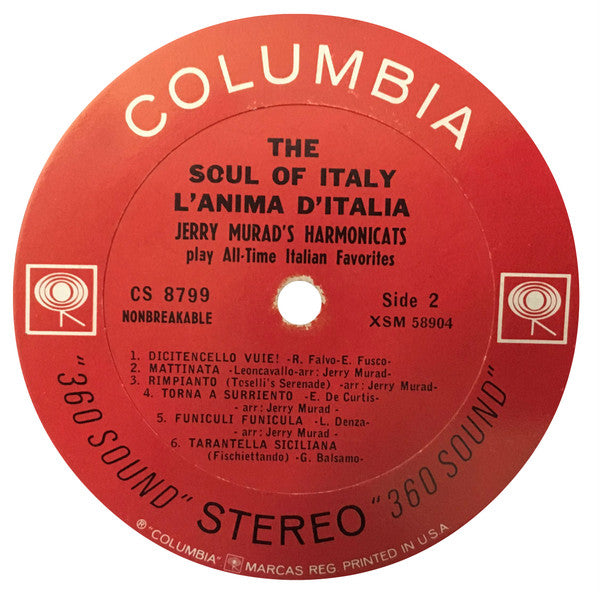 COLUMBIA
THE
SOUL OF ITALY
L'ANIMA D'ITALIA
JERRY MURAD'S HARMONICATS
play All-Time Italian Favorites
CS 8799
NONBREAKABLE
Side 2
XSM 58904
1. DICITENCELLO VUIE! -R. Falvo-E. Fusco-
2. MATTINATA -Leoncavallo-arr: Jerry Murad-
3. RIMPIANTO (Toselli's Serenade) -arr: Jerry Murad-
4. TORNA A SURRIENTO - E. De Curtis-
- arr: Jerry Murad -
5. FUNICULI FUNICULA - L. Denza-
- arr: Jerry Murad -
6. TARANTELLA SICILIANA
(Fischiettando) -G. Balsamo-
"360 SOUND" STEREO "360 SOUND"
® "COLUMBIA" MARCAS REG. PRINTED IN U.S.A.